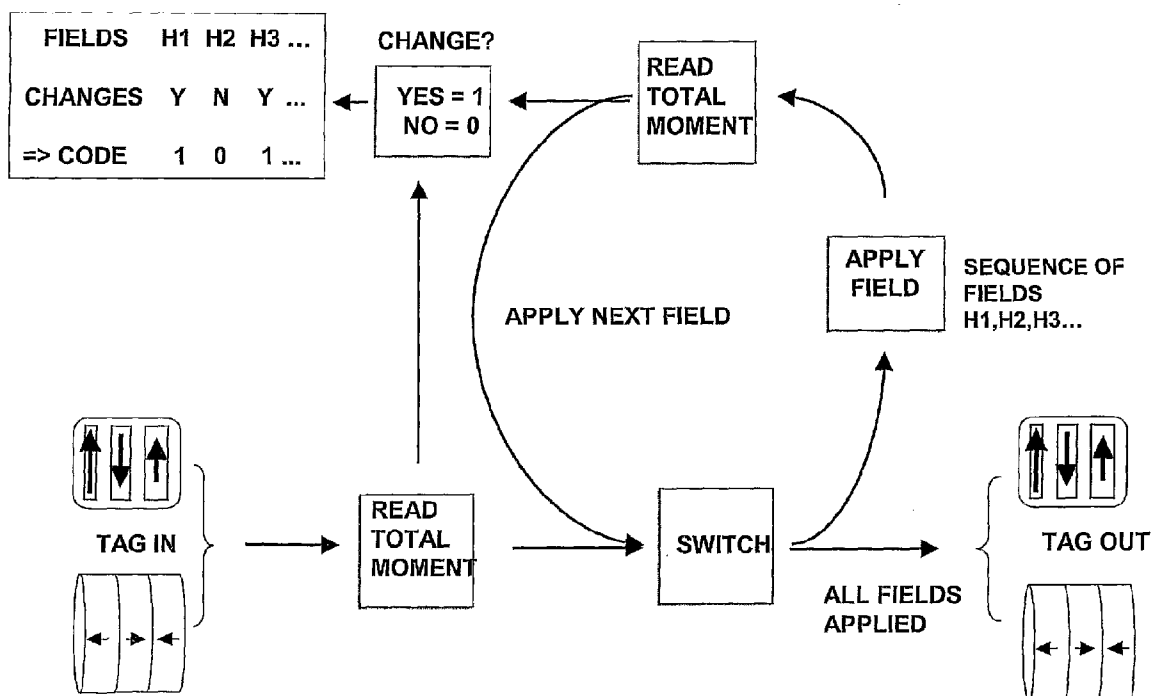 FIELDS H1 H2 H3 ...
CHANGES Y N Y ...
=> CODE 1 0 1 ...
CHANGE?
YES = 1
NO = 0
READ
TOTAL
MOMENT
APPLY
FIELD
SEQUENCE OF
FIELDS
H1,H2,H3...
APPLY NEXT FIELD
TAG IN
READ
TOTAL
MOMENT
SWITCH
ALL FIELDS
APPLIED
TAG OUT